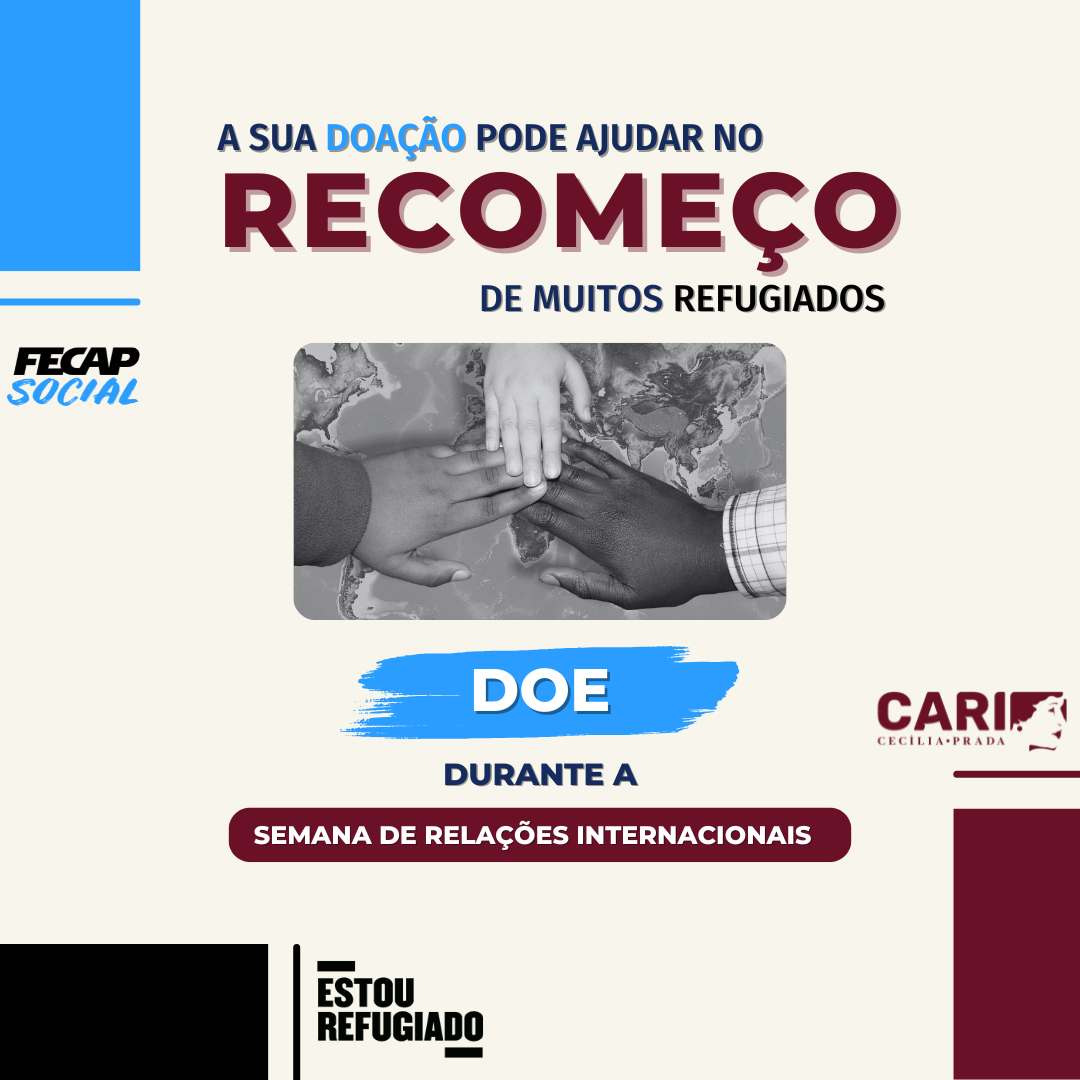 A SUA DOAÇÃO PODE AJUDAR NO
RECOMEÇO
DE MUITOS REFUGIADOS
FECAP
SOCIAL
DOE
CARI
CECÍLIA•PRADA
DURANTE A
SEMANA DE RELAÇÕES INTERNACIONAIS
ESTOU
REFUGIADO